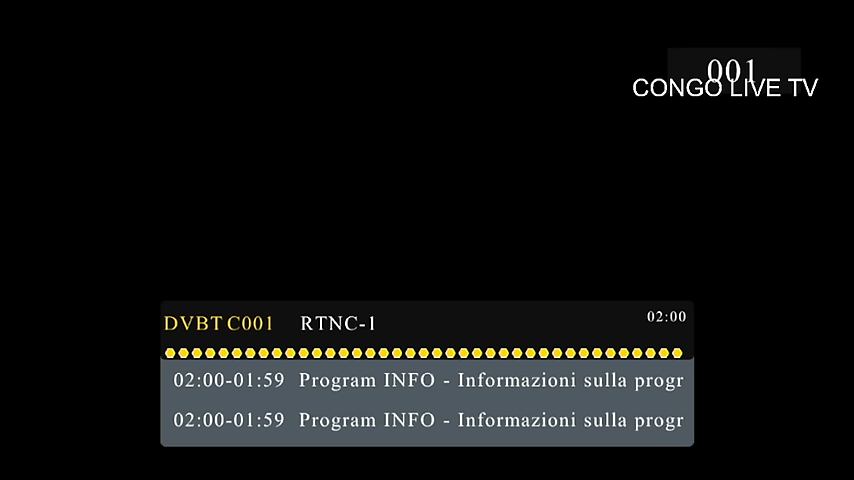 001
CONGO LIVE TV
DVBT C001 RTNC-1 02:00
02:00-01:59 Program INFO - Informazioni sulla progr
02:00-01:59 Program INFO - Informazioni sulla progr